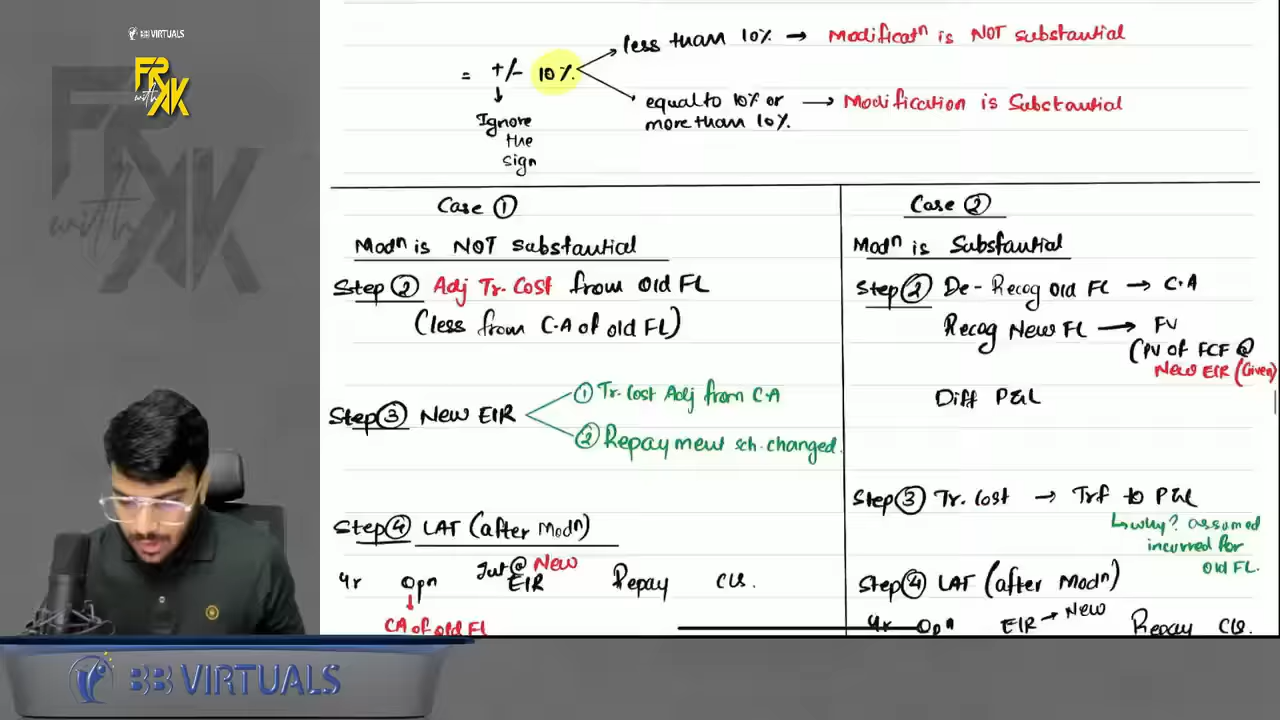 BB VIRTUALS
FR
with
AK
less than 10% → Modificatⁿ is NOT substantial
= +/- 10%
equal to 10% or → Modification is Substantial
more than 10%.
Ignore
the
sign
Case ①
Modⁿ is NOT substantial
Step ② Adj Tr. Cost from old FL
(less from C.A of old FL)
Step ③ New EIR
① Tr. Cost Adj from C.A
② Repayment sch. changed.
Step ④ LAT (after Modⁿ)
Yr Opn Int @ New EIR Repay Cls.
CA of old FL
Case ②
Modⁿ is Substantial
Step ② De-Recog old FL → C.A
Recog New FL → FV
(PV of FCF @
New EIR (Given)
Diff P&L
Step ③ Tr. Cost → Trf to P&L
↳ why? assumed
incurred for
old FL.
Step ④ LAT (after Modⁿ)
Yr Opn EIR → New Repay Cls.
BB VIRTUALS